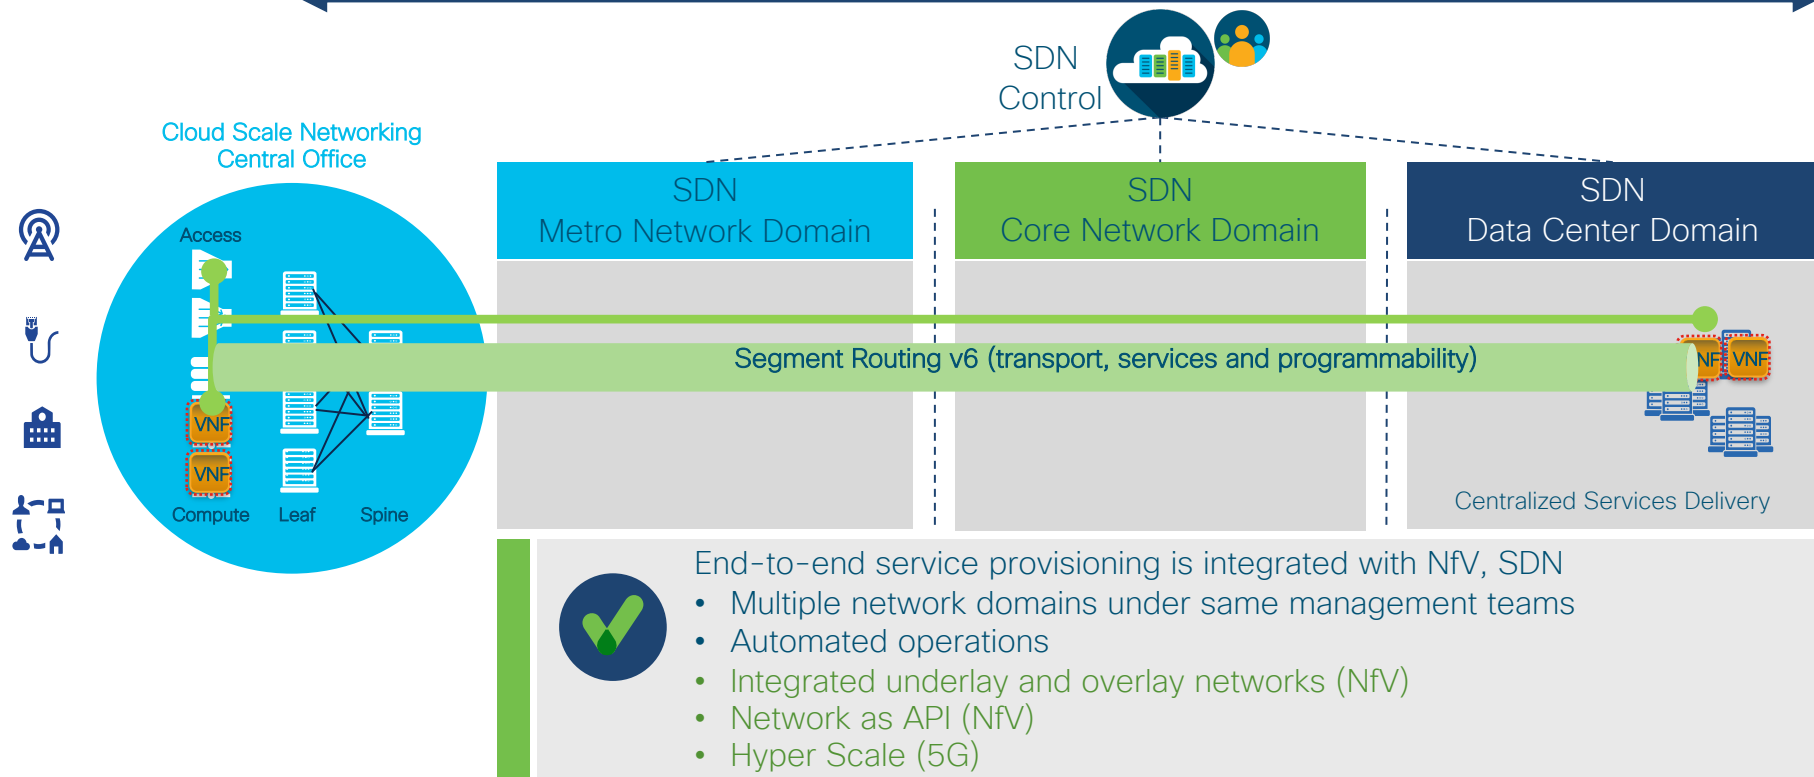 SDN
Control
Cloud Scale Networking
Central Office
SDN
Metro Network Domain
SDN
Core Network Domain
SDN
Data Center Domain
Access
Segment Routing v6 (transport, services and programmability)
VNF
VNF
VNF
VNF
Compute
Leaf
Spine
Centralized Services Delivery
End-to-end service provisioning is integrated with NfV, SDN
• Multiple network domains under same management teams
• Automated operations
• Integrated underlay and overlay networks (NfV)
• Network as API (NfV)
• Hyper Scale (5G)